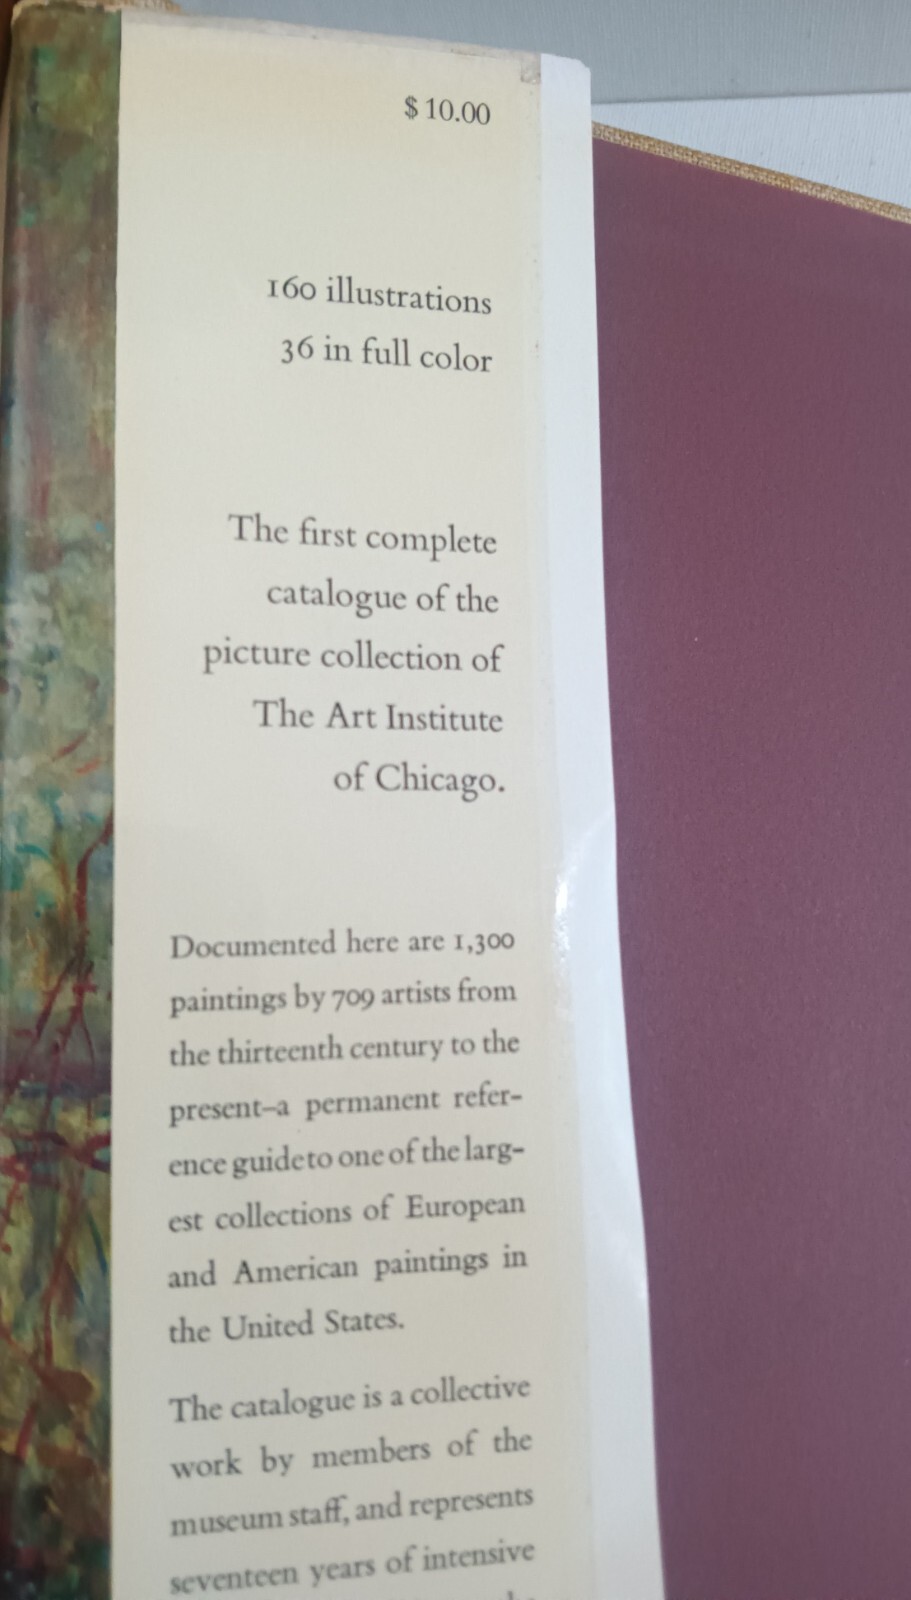 $ 10.00
160 illustrations
36 in full color
The first complete
catalogue of the
picture collection of
The Art Institute
of Chicago.
Documented here are 1,300
paintings by 709 artists from
the thirteenth century to the
present–a permanent refer-
ence guide to one of the larg-
est collections of European
and American paintings in
the United States.
The catalogue is a collective
work by members of the
museum staff, and represents
seventeen years of intensive